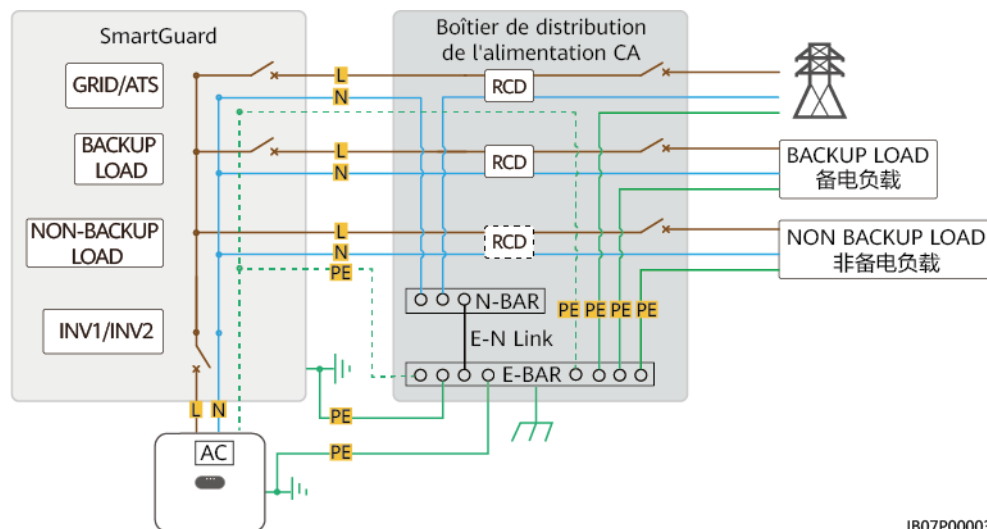 SmartGuard
Boîtier de distribution
de l'alimentation CA
GRID/ATS
L
N
RCD
BACKUP
LOAD
L
N
RCD
BACKUP LOAD
备电负载
NON-BACKUP
LOAD
L
N
PE
RCD
NON BACKUP LOAD
非备电负载
N-BAR
PE PE PE PE
INV1/INV2
E-N Link
E-BAR
L N
PE
PE
AC
IB07P00003